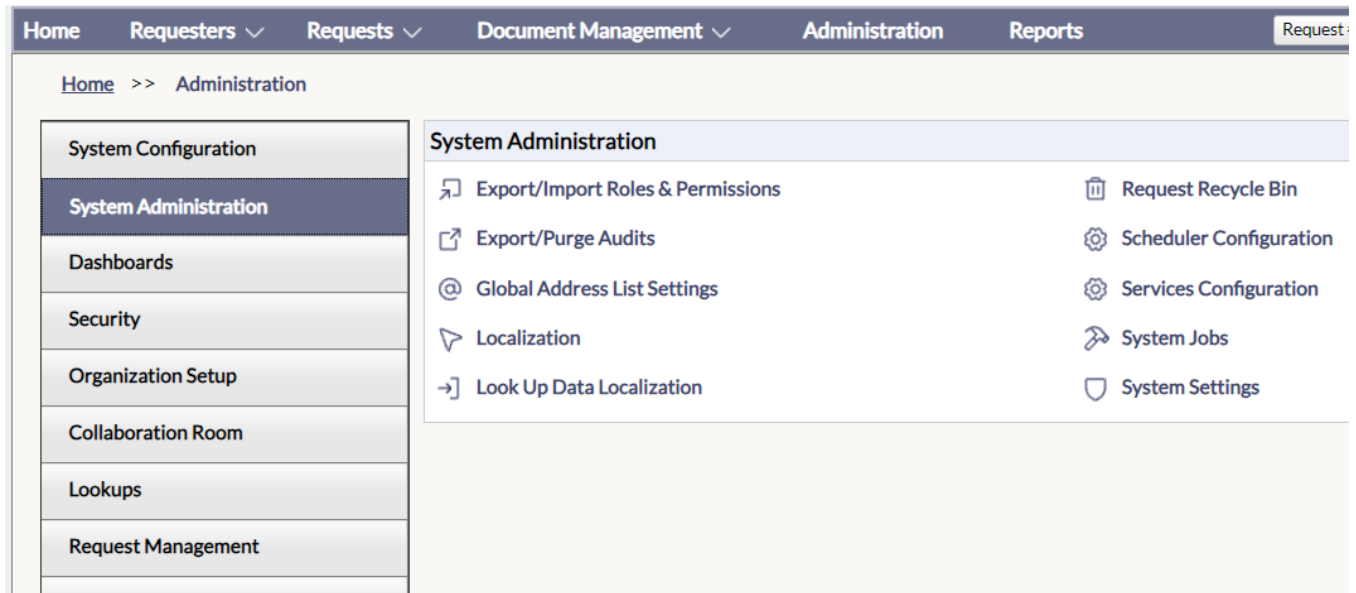 Home Requesters Requests Document Management Administration Reports Request
Home >> Administration
System Configuration
System Administration
Dashboards
Security
Organization Setup
Collaboration Room
Lookups
Request Management
System Administration
Export/Import Roles & Permissions
Export/Purge Audits
Global Address List Settings
Localization
Look Up Data Localization
Request Recycle Bin
Scheduler Configuration
Services Configuration
System Jobs
System Settings